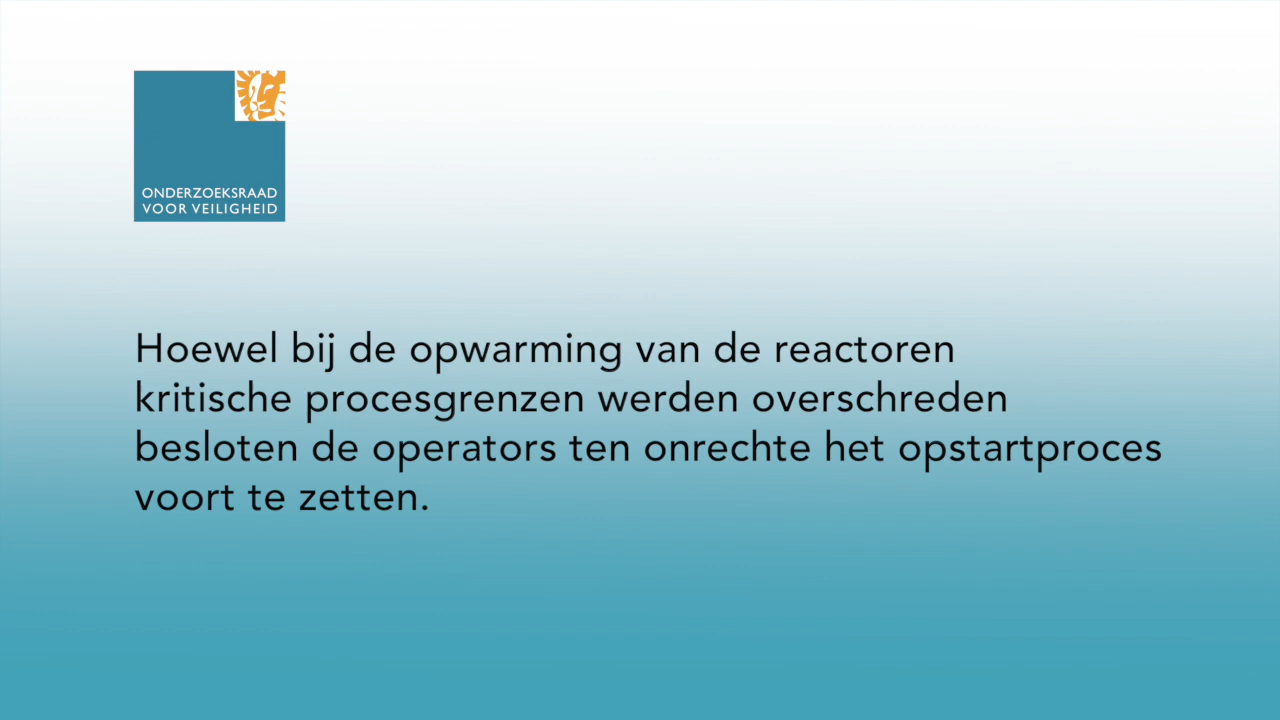 ONDERZOEKSRAAD
VOOR VEILIGHEID
Hoewel bij de opwarming van de reactoren
kritische procesgrenzen werden overschreden
besloten de operators ten onrechte het opstartproces
voort te zetten.